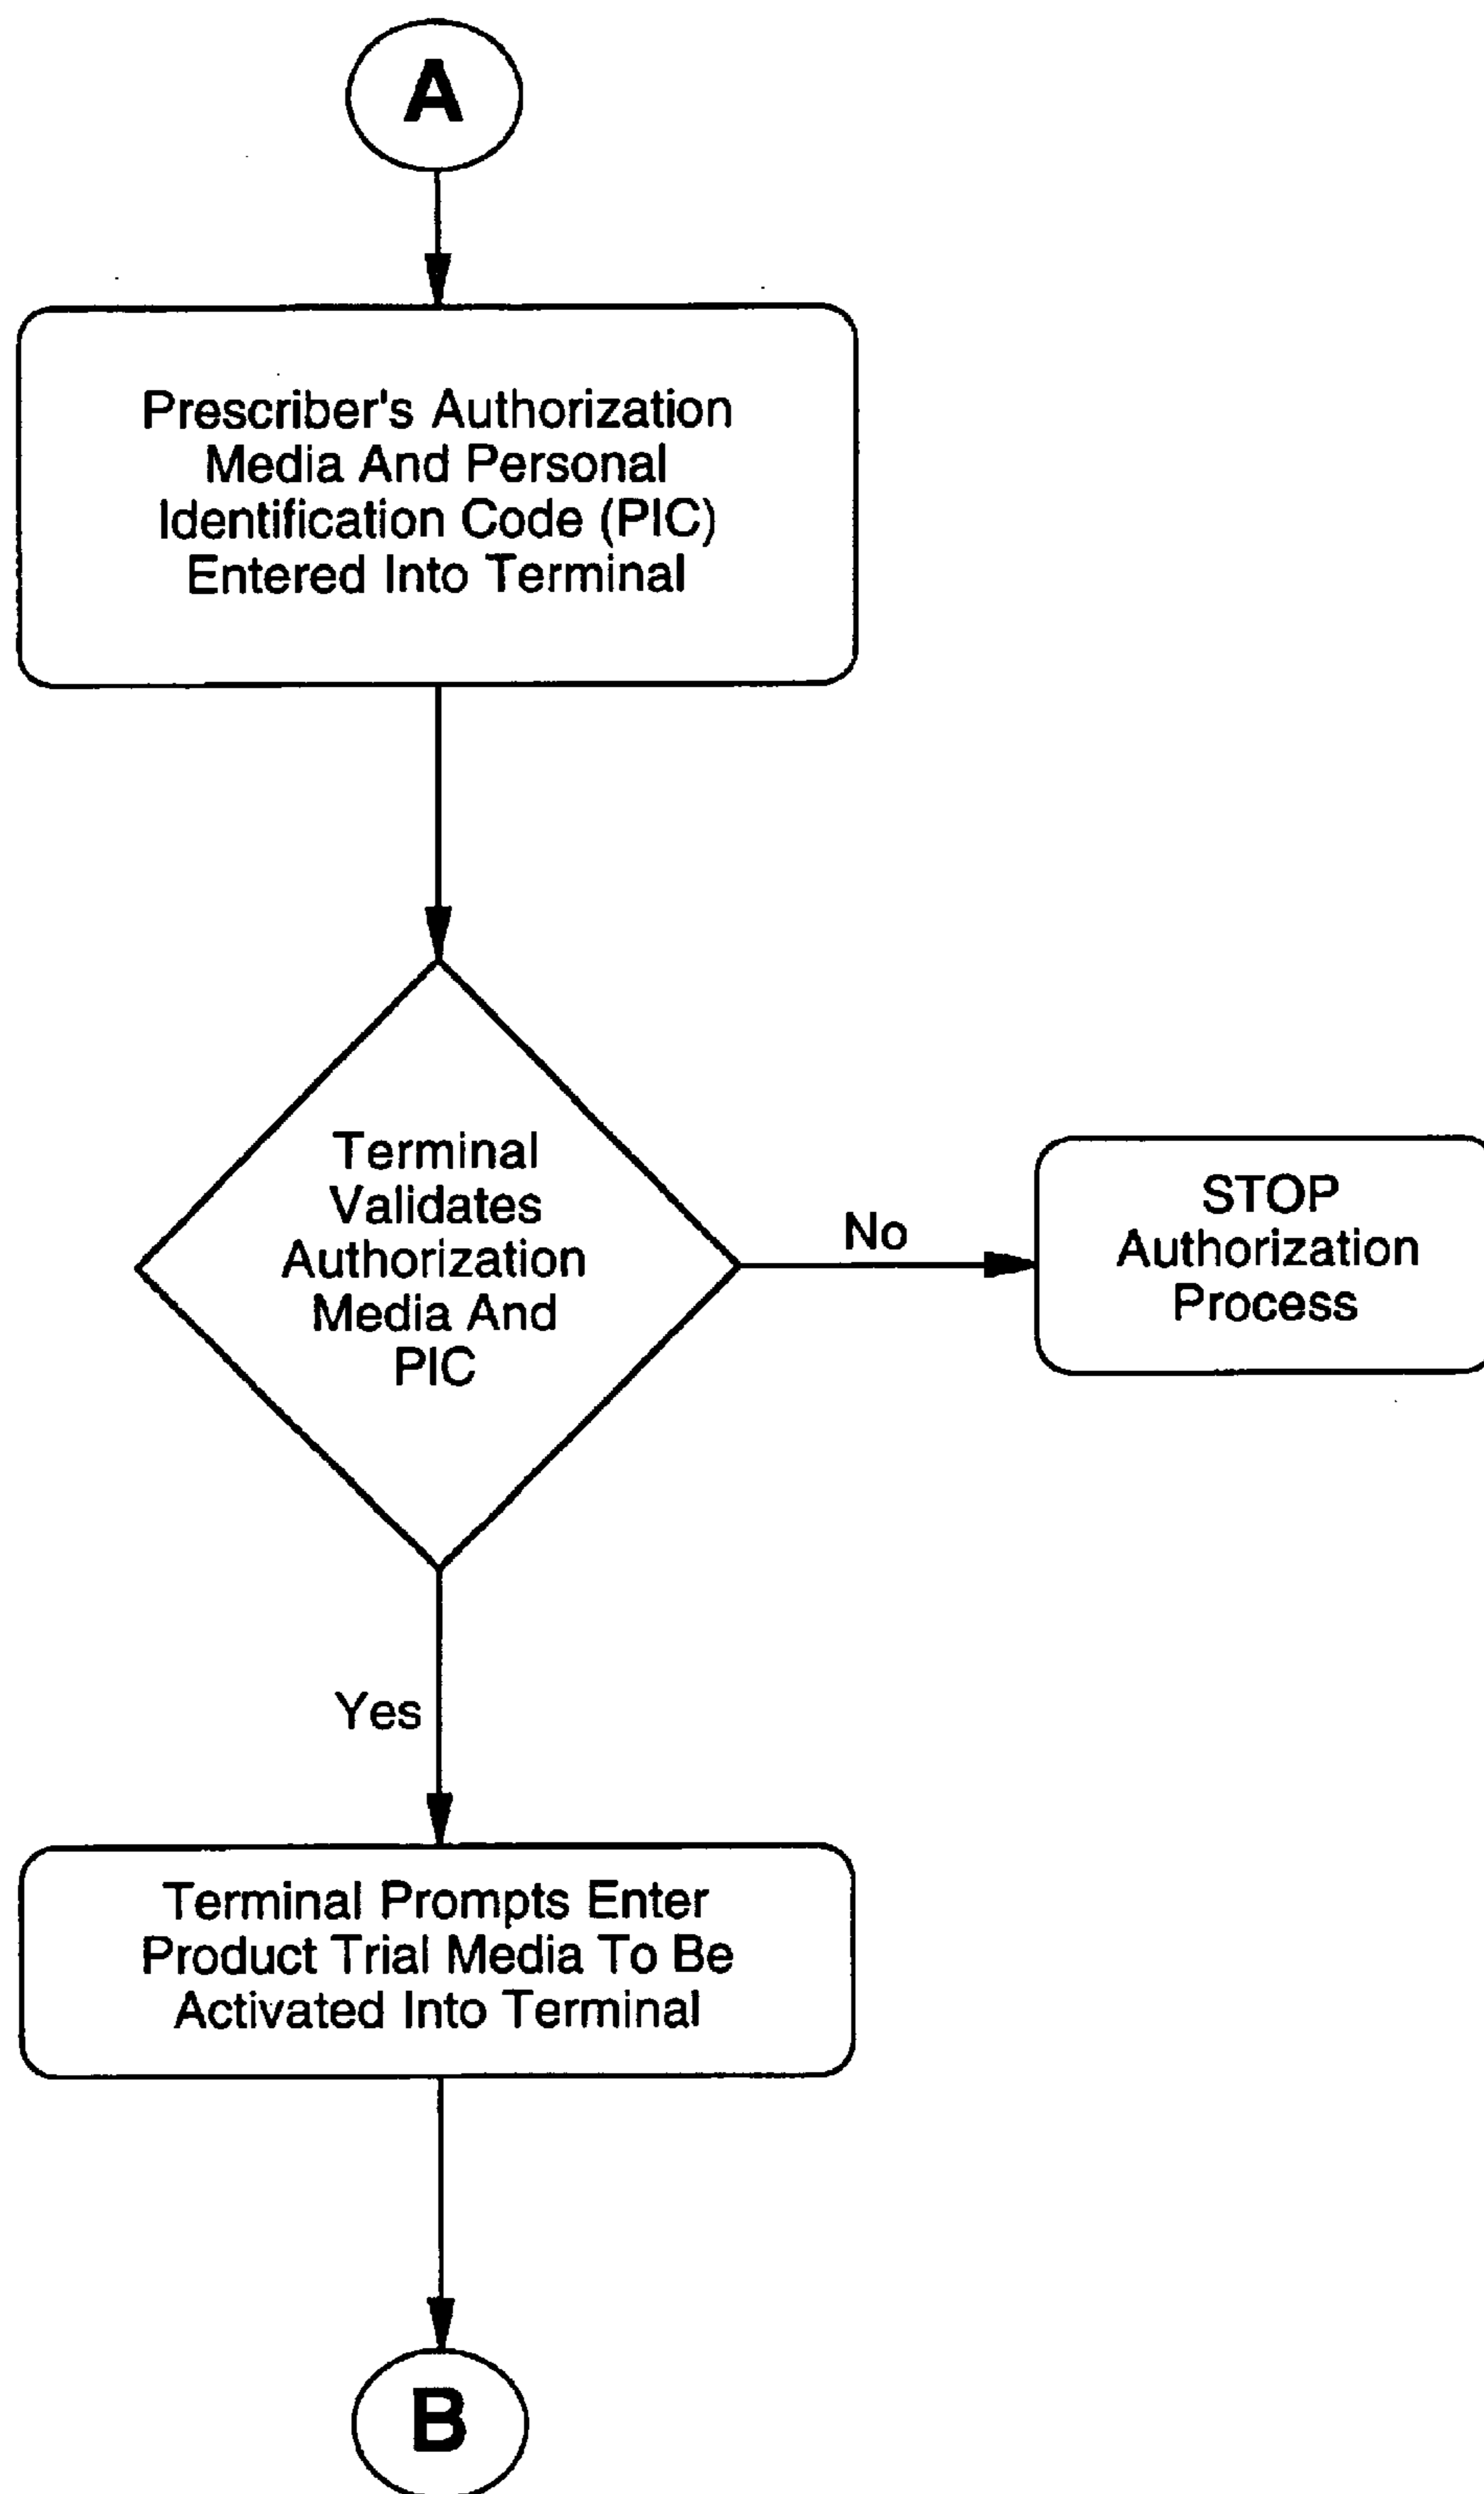 A
Prescriber's Authorization
Media And Personal
Identification Code (PIC)
Entered Into Terminal
Terminal
Validates
Authorization
Media And
PIC
No
STOP
Authorization
Process
Yes
Terminal Prompts Enter
Product Trial Media To Be
Activated Into Terminal
B